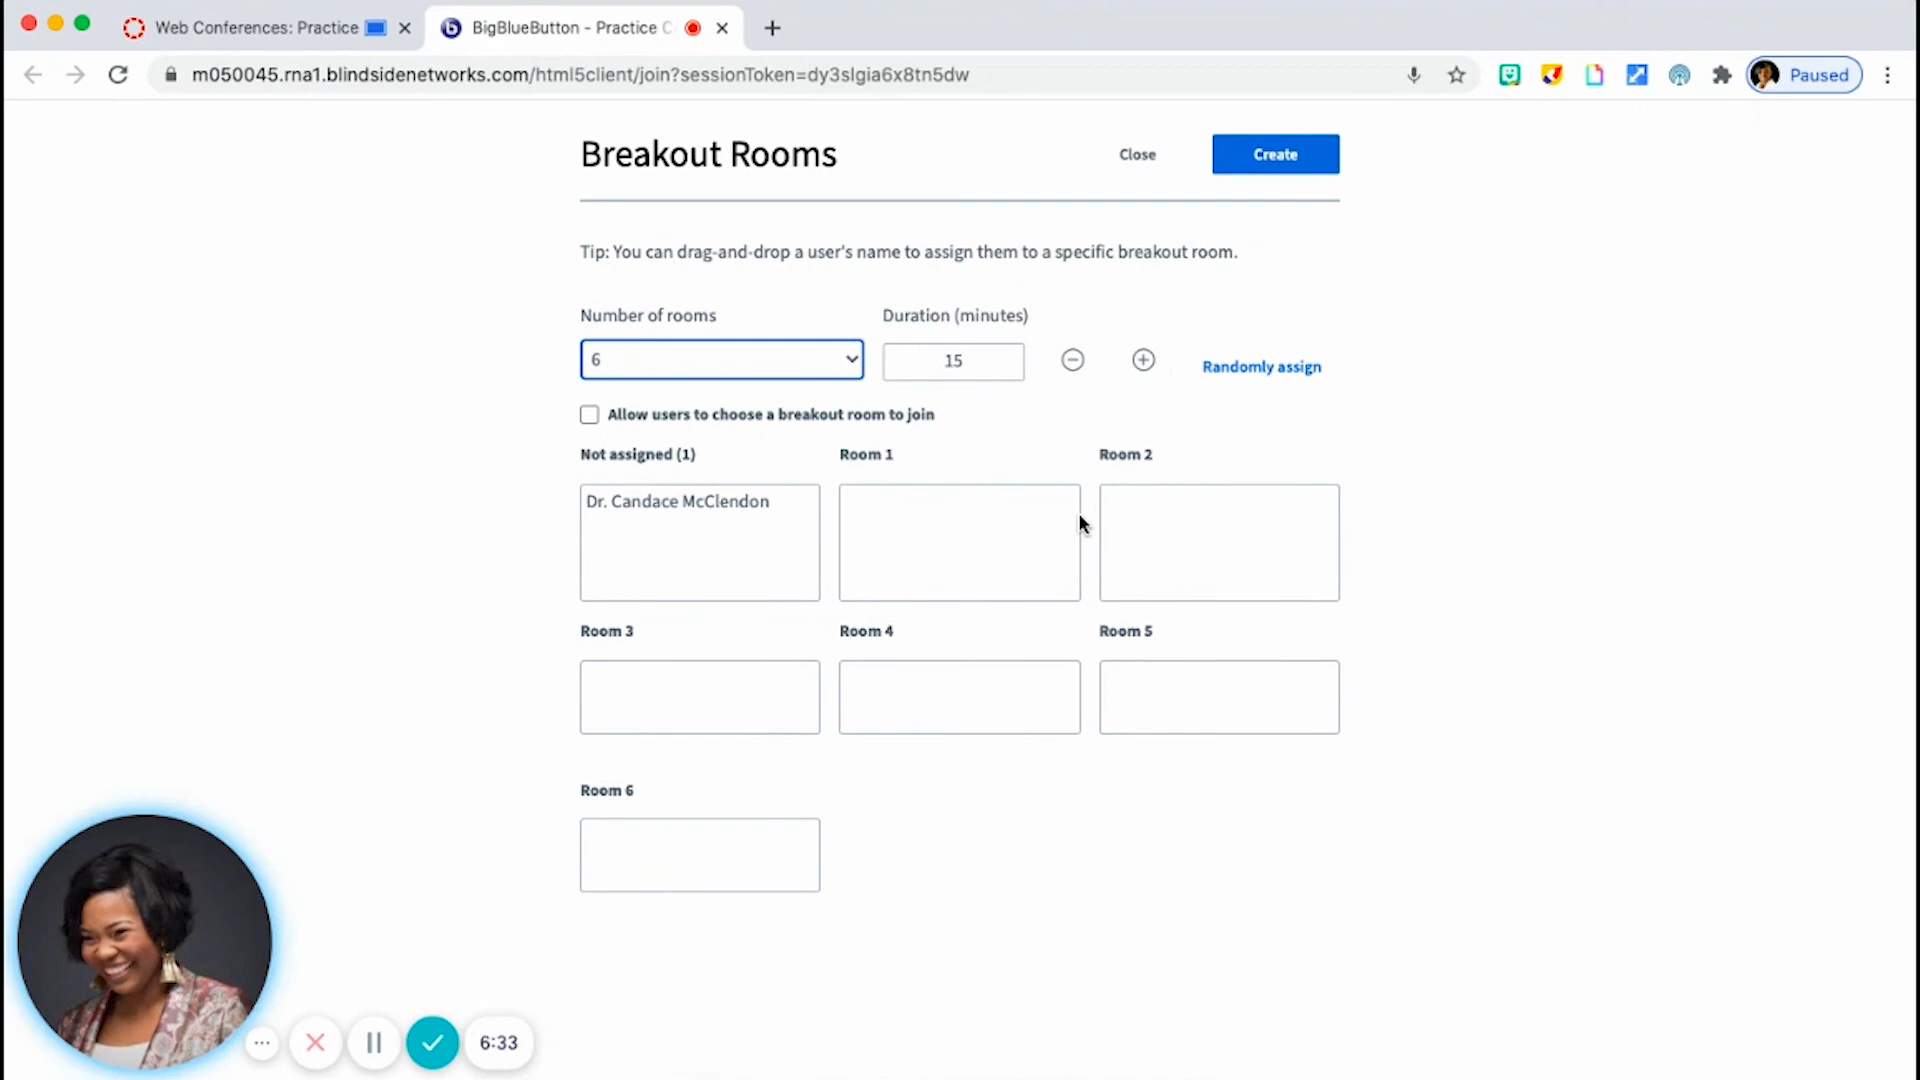 Web Conferences: Practice
BigBlueButton - Practice C
m050045.rna1.blindsidenetworks.com/html5client/join?sessionToken=dy3slgia6x8tn5dw
Paused
Breakout Rooms
Close
Create
Tip: You can drag-and-drop a user's name to assign them to a specific breakout room.
Number of rooms
Duration (minutes)
6
15
Randomly assign
Allow users to choose a breakout room to join
Not assigned (1)
Room 1
Room 2
Dr. Candace McClendon
Room 3
Room 4
Room 5
Room 6
6:33